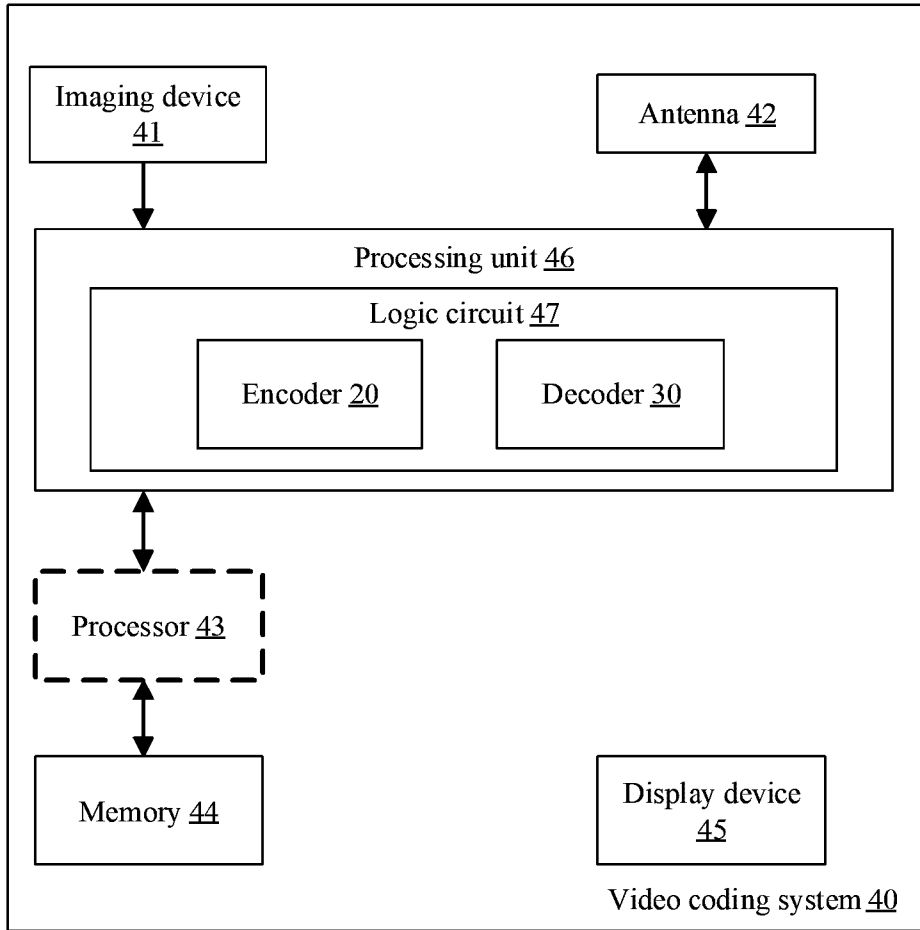 Imaging device
41
Antenna 42
Processing unit 46
Logic circuit 47
Encoder 20
Decoder 30
Processor 43
Memory 44
Display device
45
Video coding system 40